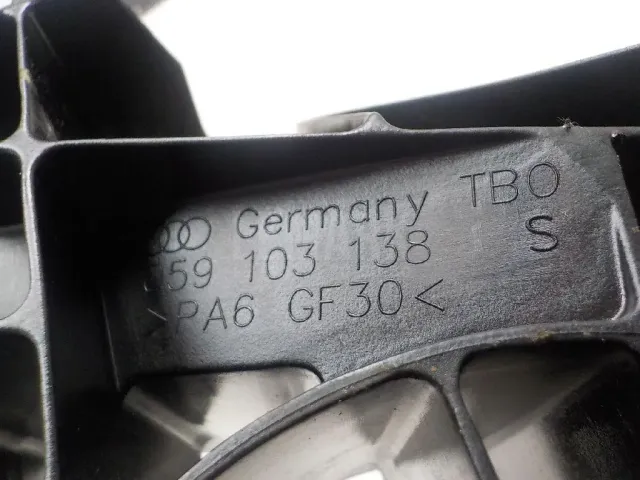 Germany TBO
59 103 138 S
>PA6 GF30<